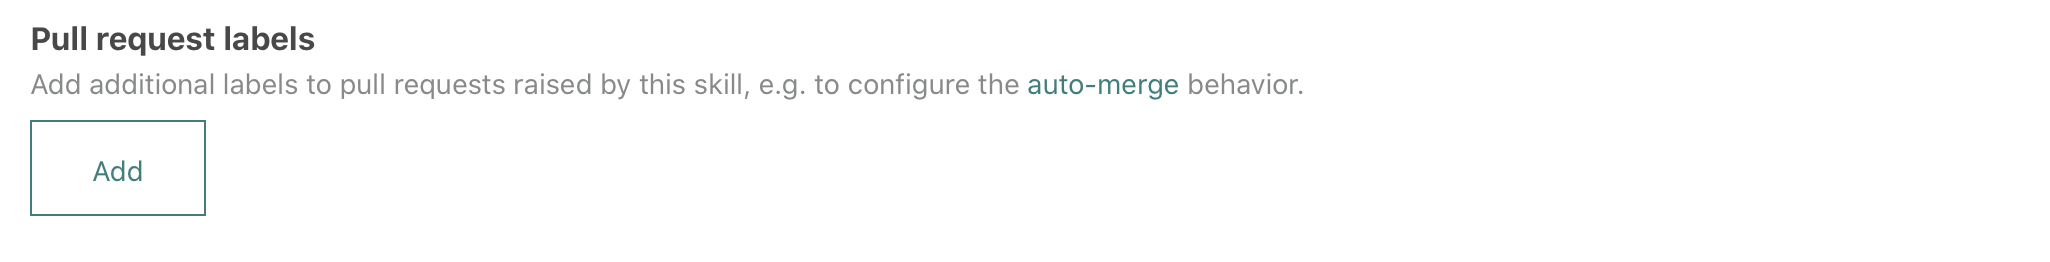 Pull request labels
Add additional labels to pull requests raised by this skill, e.g. to configure the auto-merge behavior.
Add